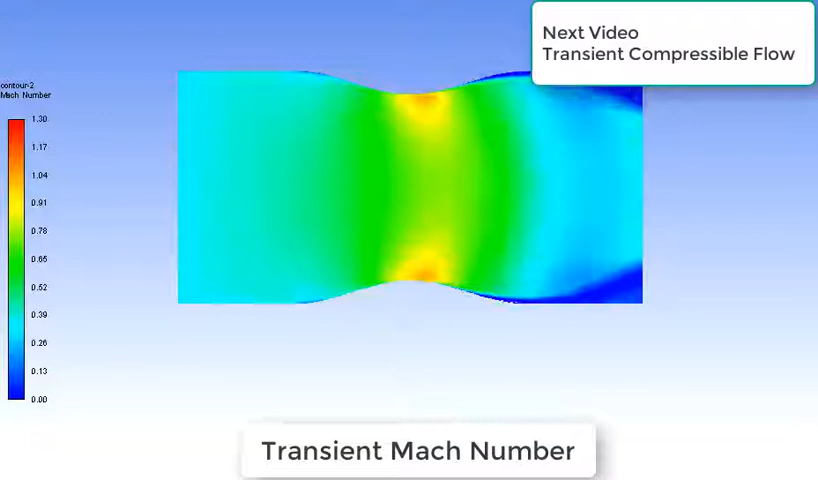 Next Video
Transient Compressible Flow
contour-2
Mach Number
1.30
1.17
1.04
0.91
0.78
0.65
0.52
0.39
0.26
0.13
0.00
Transient Mach Number